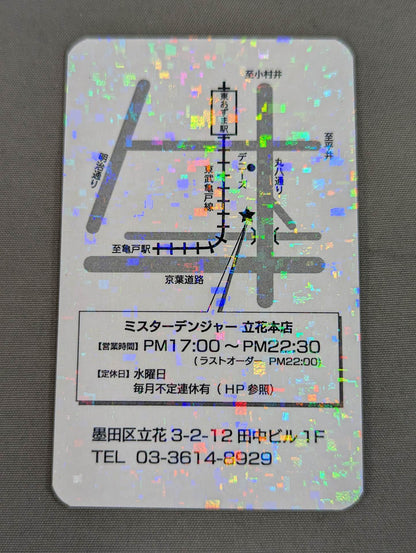 至小村井
東あずま駅
至平井
明治通り
デニーズ
丸八通り
京武亀戸線
至亀戸駅
京葉道路
ミスターデンジャー 立花本店
【営業時間】PM17:00～PM22:30
(ラストオーダー PM22:00)
【定休日】水曜日
毎月不定連休有(HP参照)
墨田区立花 3-2-12 田中ビル 1F
TEL 03-3614-8929